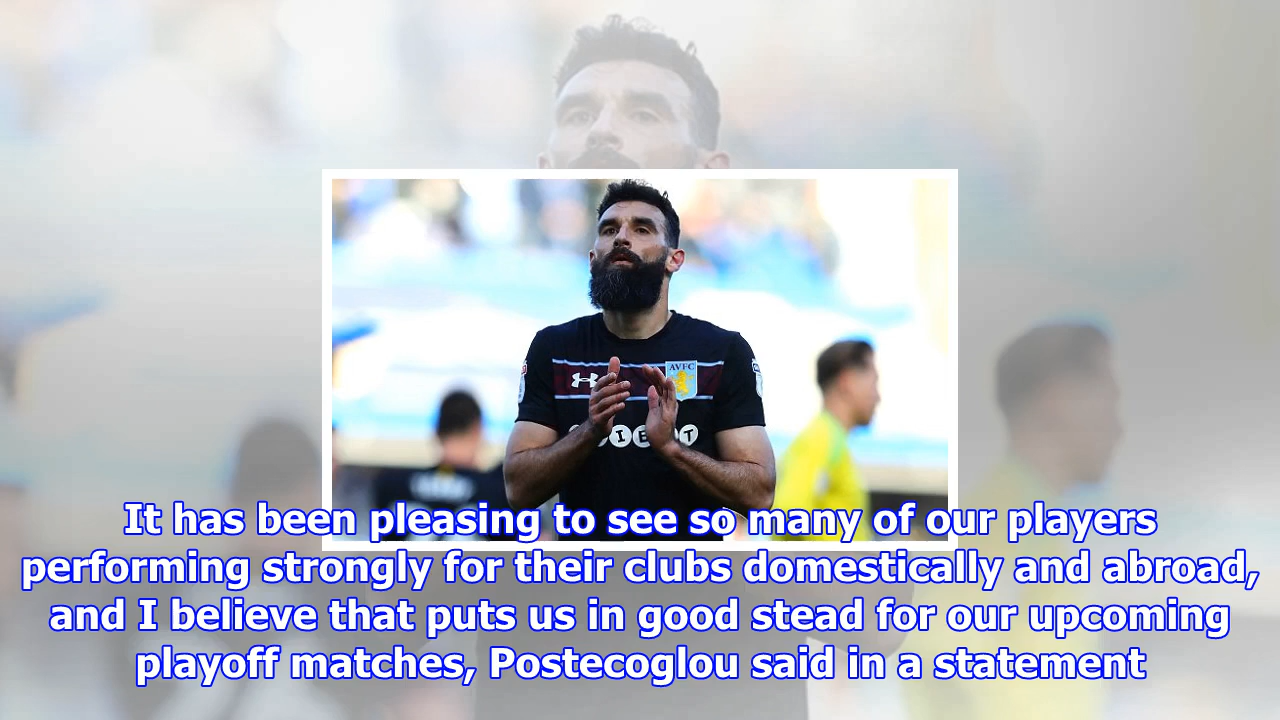 AVFC
It has been pleasing to see so many of our players
performing strongly for their clubs domestically and abroad,
and I believe that puts us in good stead for our upcoming
playoff matches, Postecoglou said in a statement